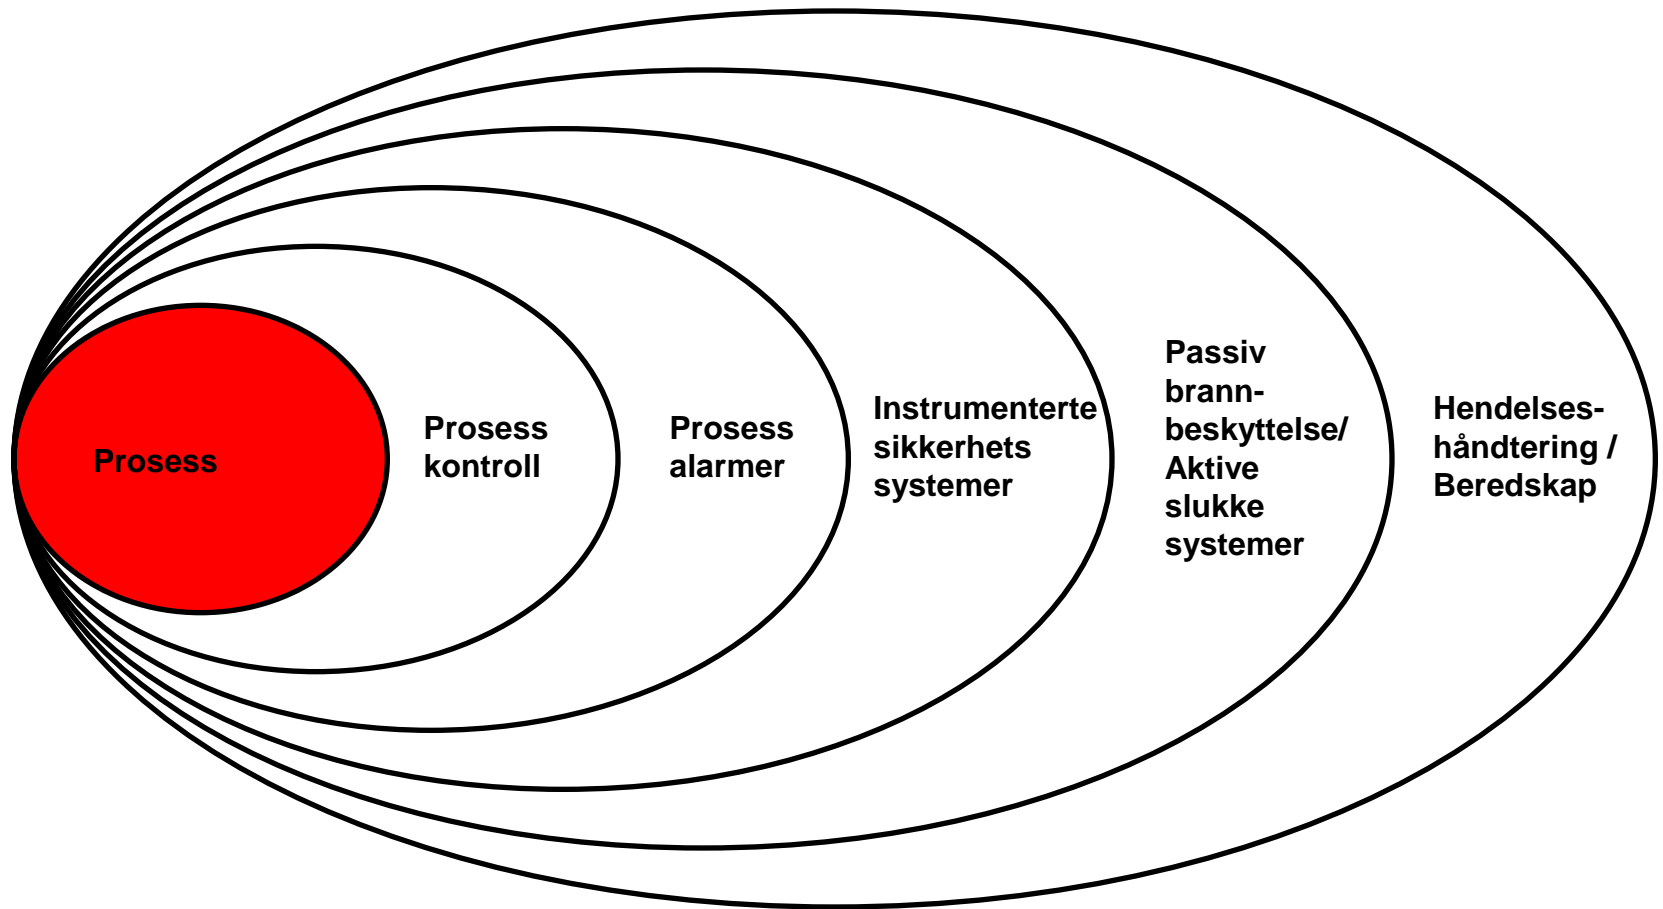 Prosess
Prosess
kontroll
Prosess
alarmer
Instrumenterte
sikkerhets
systemer
Passiv
brann-
beskyttelse/
Aktive
slukke
systemer
Hendelses-
håndtering /
Beredskap